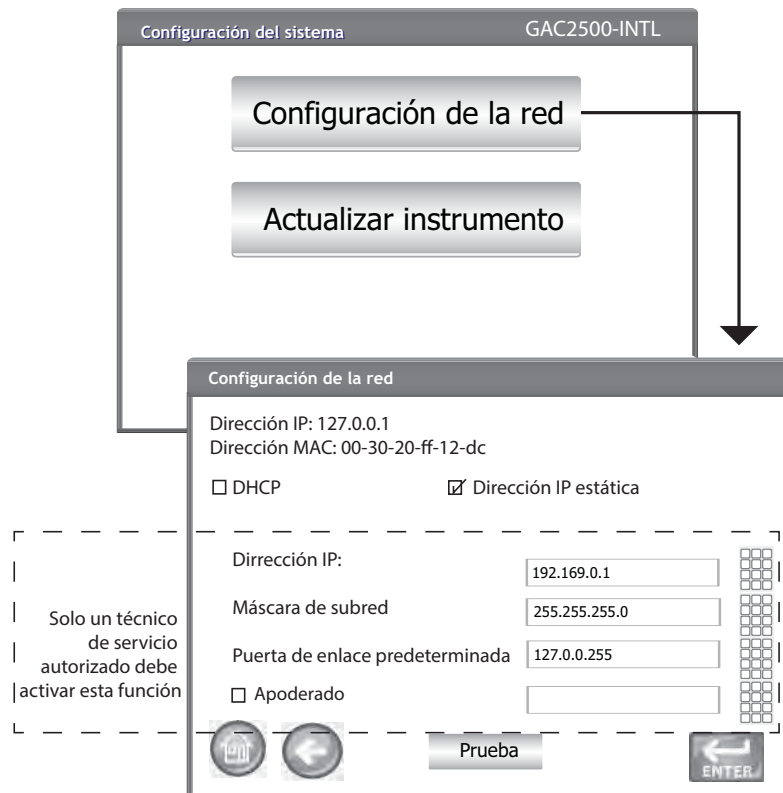 Configuración del sistema
GAC2500-INTL
Configuración de la red
Actualizar instrumento
Configuración de la red
Dirección IP: 127.0.0.1
Dirección MAC: 00-30-20-ff-12-dc
DHCP
Dirección IP estática
Dirrección IP:
192.169.0.1
Máscara de subred
255.255.255.0
Puerta de enlace predeterminada
127.0.0.255
Apoderado
Solo un técnico
de servicio
autorizado debe
activar esta función
Prueba
ENTER